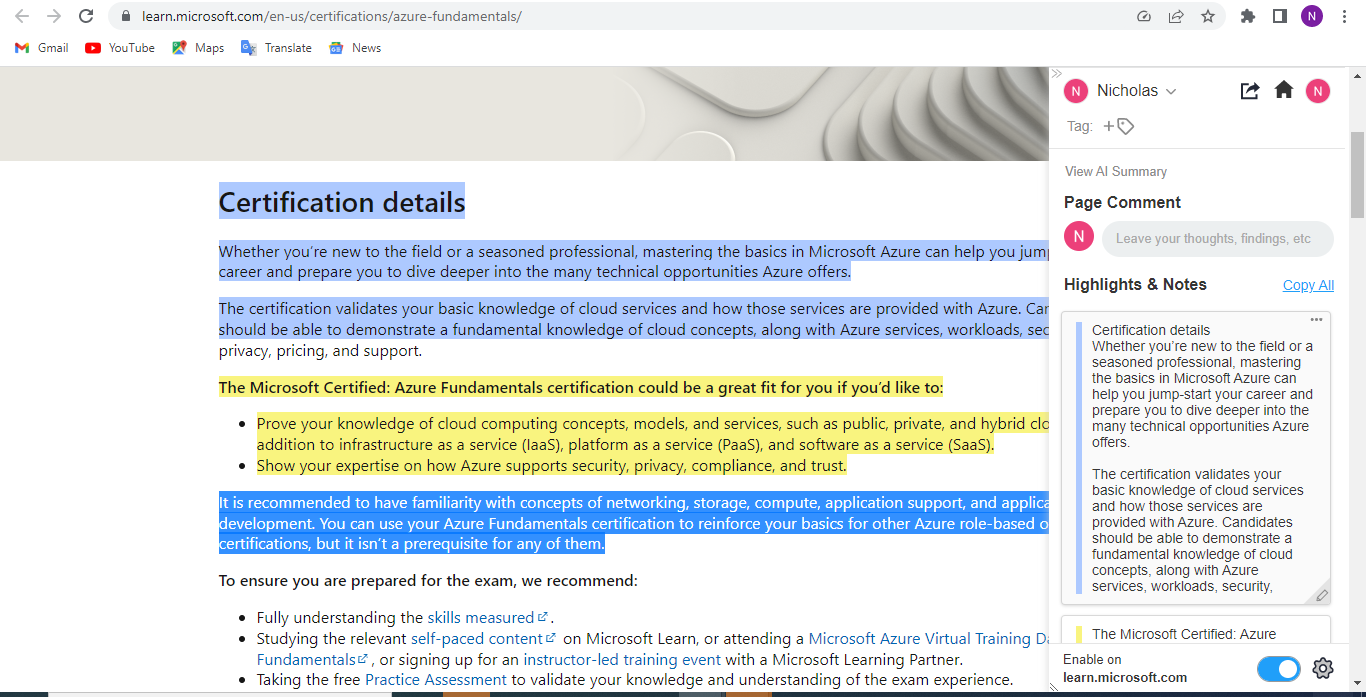 learn.microsoft.com/en-us/certifications/azure-fundamentals/
N
Gmail YouTube Maps Translate News
Certification details
Whether you're new to the field or a seasoned professional, mastering the basics in Microsoft Azure can help you jum
career and prepare you to dive deeper into the many technical opportunities Azure offers.
The certification validates your basic knowledge of cloud services and how those services are provided with Azure. Ca
should be able to demonstrate a fundamental knowledge of cloud concepts, along with Azure services, workloads, sec
privacy, pricing, and support.
The Microsoft Certified: Azure Fundamentals certification could be a great fit for you if you'd like to:
• Prove your knowledge of cloud computing concepts, models, and services, such as public, private, and hybrid clo
addition to infrastructure as a service (IaaS), platform as a service (PaaS), and software as a service (SaaS).
• Show your expertise on how Azure supports security, privacy, compliance, and trust.
It is recommended to have familiarity with concepts of networking, storage, compute, application support, and applica
development. You can use your Azure Fundamentals certification to reinforce your basics for other Azure role-based o
certifications, but it isn't a prerequisite for any of them.
To ensure you are prepared for the exam, we recommend:
• Fully understanding the skills measured .
• Studying the relevant self-paced content on Microsoft Learn, or attending a Microsoft Azure Virtual Training Da
Fundamentals , or signing up for an instructor-led training event with a Microsoft Learning Partner.
• Taking the free Practice Assessment to validate your knowledge and understanding of the exam experience.
N Nicholas N
Tag: +
View AI Summary
Page Comment
N Leave your thoughts, findings, etc
Highlights & Notes Copy All
Certification details
Whether you're new to the field or a
seasoned professional, mastering
the basics in Microsoft Azure can
help you jump-start your career and
prepare you to dive deeper into the
many technical opportunities Azure
offers.
The certification validates your
basic knowledge of cloud services
and how those services are
provided with Azure. Candidates
should be able to demonstrate a
fundamental knowledge of cloud
concepts, along with Azure
services, workloads, security,
The Microsoft Certified: Azure
Enable on
learn.microsoft.com